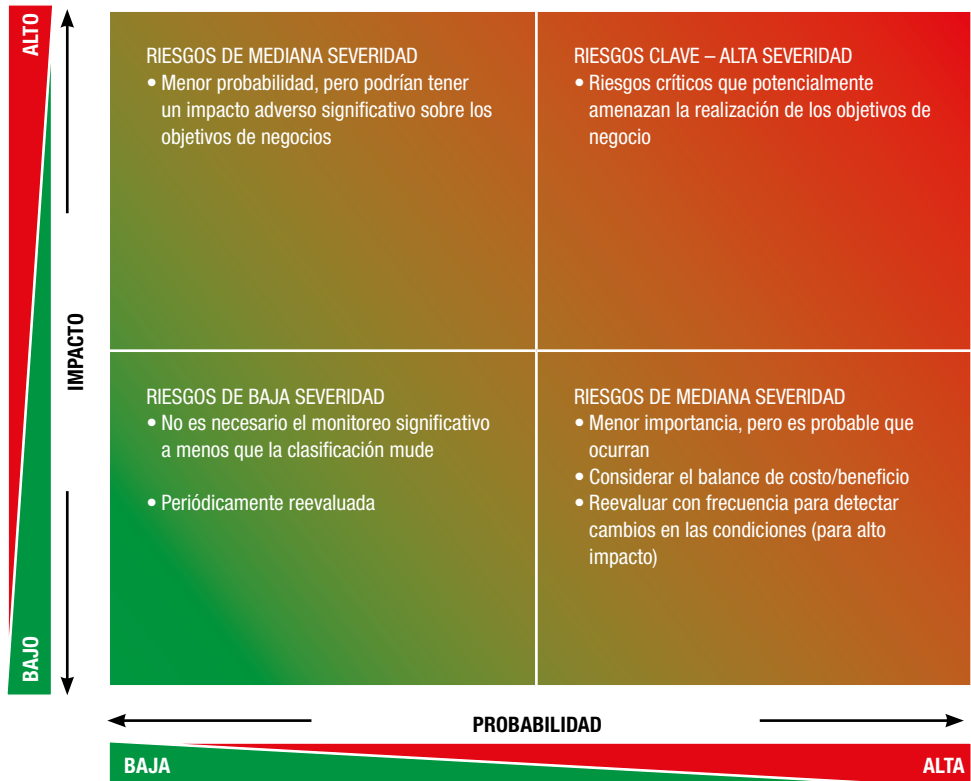 ALTO
IMPACTO
BAJO
RIESGOS DE MEDIANA SEVERIDAD
• Menor probabilidad, pero podrían tener
un impacto adverso significativo sobre los
objetivos de negocios
RIESGOS CLAVE – ALTA SEVERIDAD
• Riesgos críticos que potencialmente
amenazan la realización de los objetivos de
negocio
RIESGOS DE BAJA SEVERIDAD
• No es necesario el monitoreo significativo
a menos que la clasificación mude
• Periódicamente reevaluada
RIESGOS DE MEDIANA SEVERIDAD
• Menor importancia, pero es probable que
ocurran
• Considerar el balance de costo/beneficio
• Reevaluar con frecuencia para detectar
cambios en las condiciones (para alto
impacto)
PROBABILIDAD
BAJA
ALTA